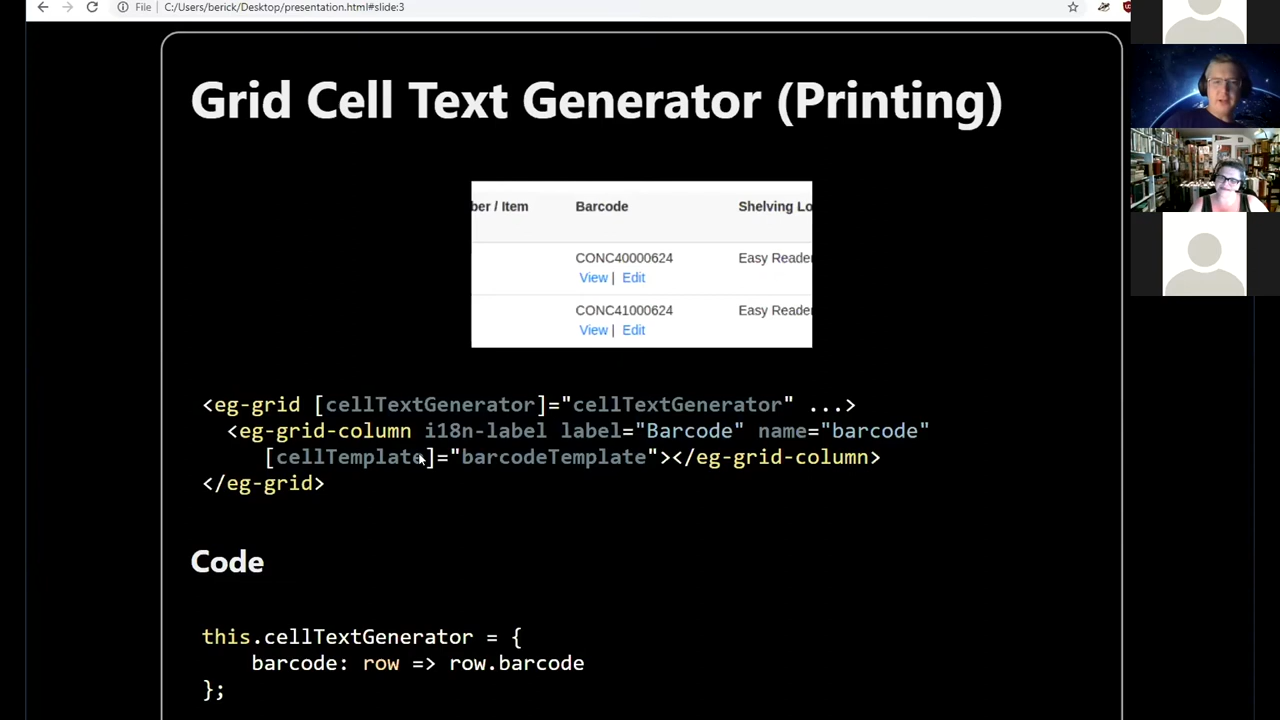 File C:/Users/berick/Desktop/presentation.html#slide:3
Grid Cell Text Generator (Printing)
ber / Item Barcode Shelving Lo
CONC40000624 Easy Reader
View | Edit
CONC41000624 Easy Reader
View | Edit
<eg-grid [cellTextGenerator]="cellTextGenerator" ...>
<eg-grid-column i18n-label label="Barcode" name="barcode"
[cellTemplate]="barcodeTemplate"></eg-grid-column>
</eg-grid>
Code
this.cellTextGenerator = {
barcode: row => row.barcode
};